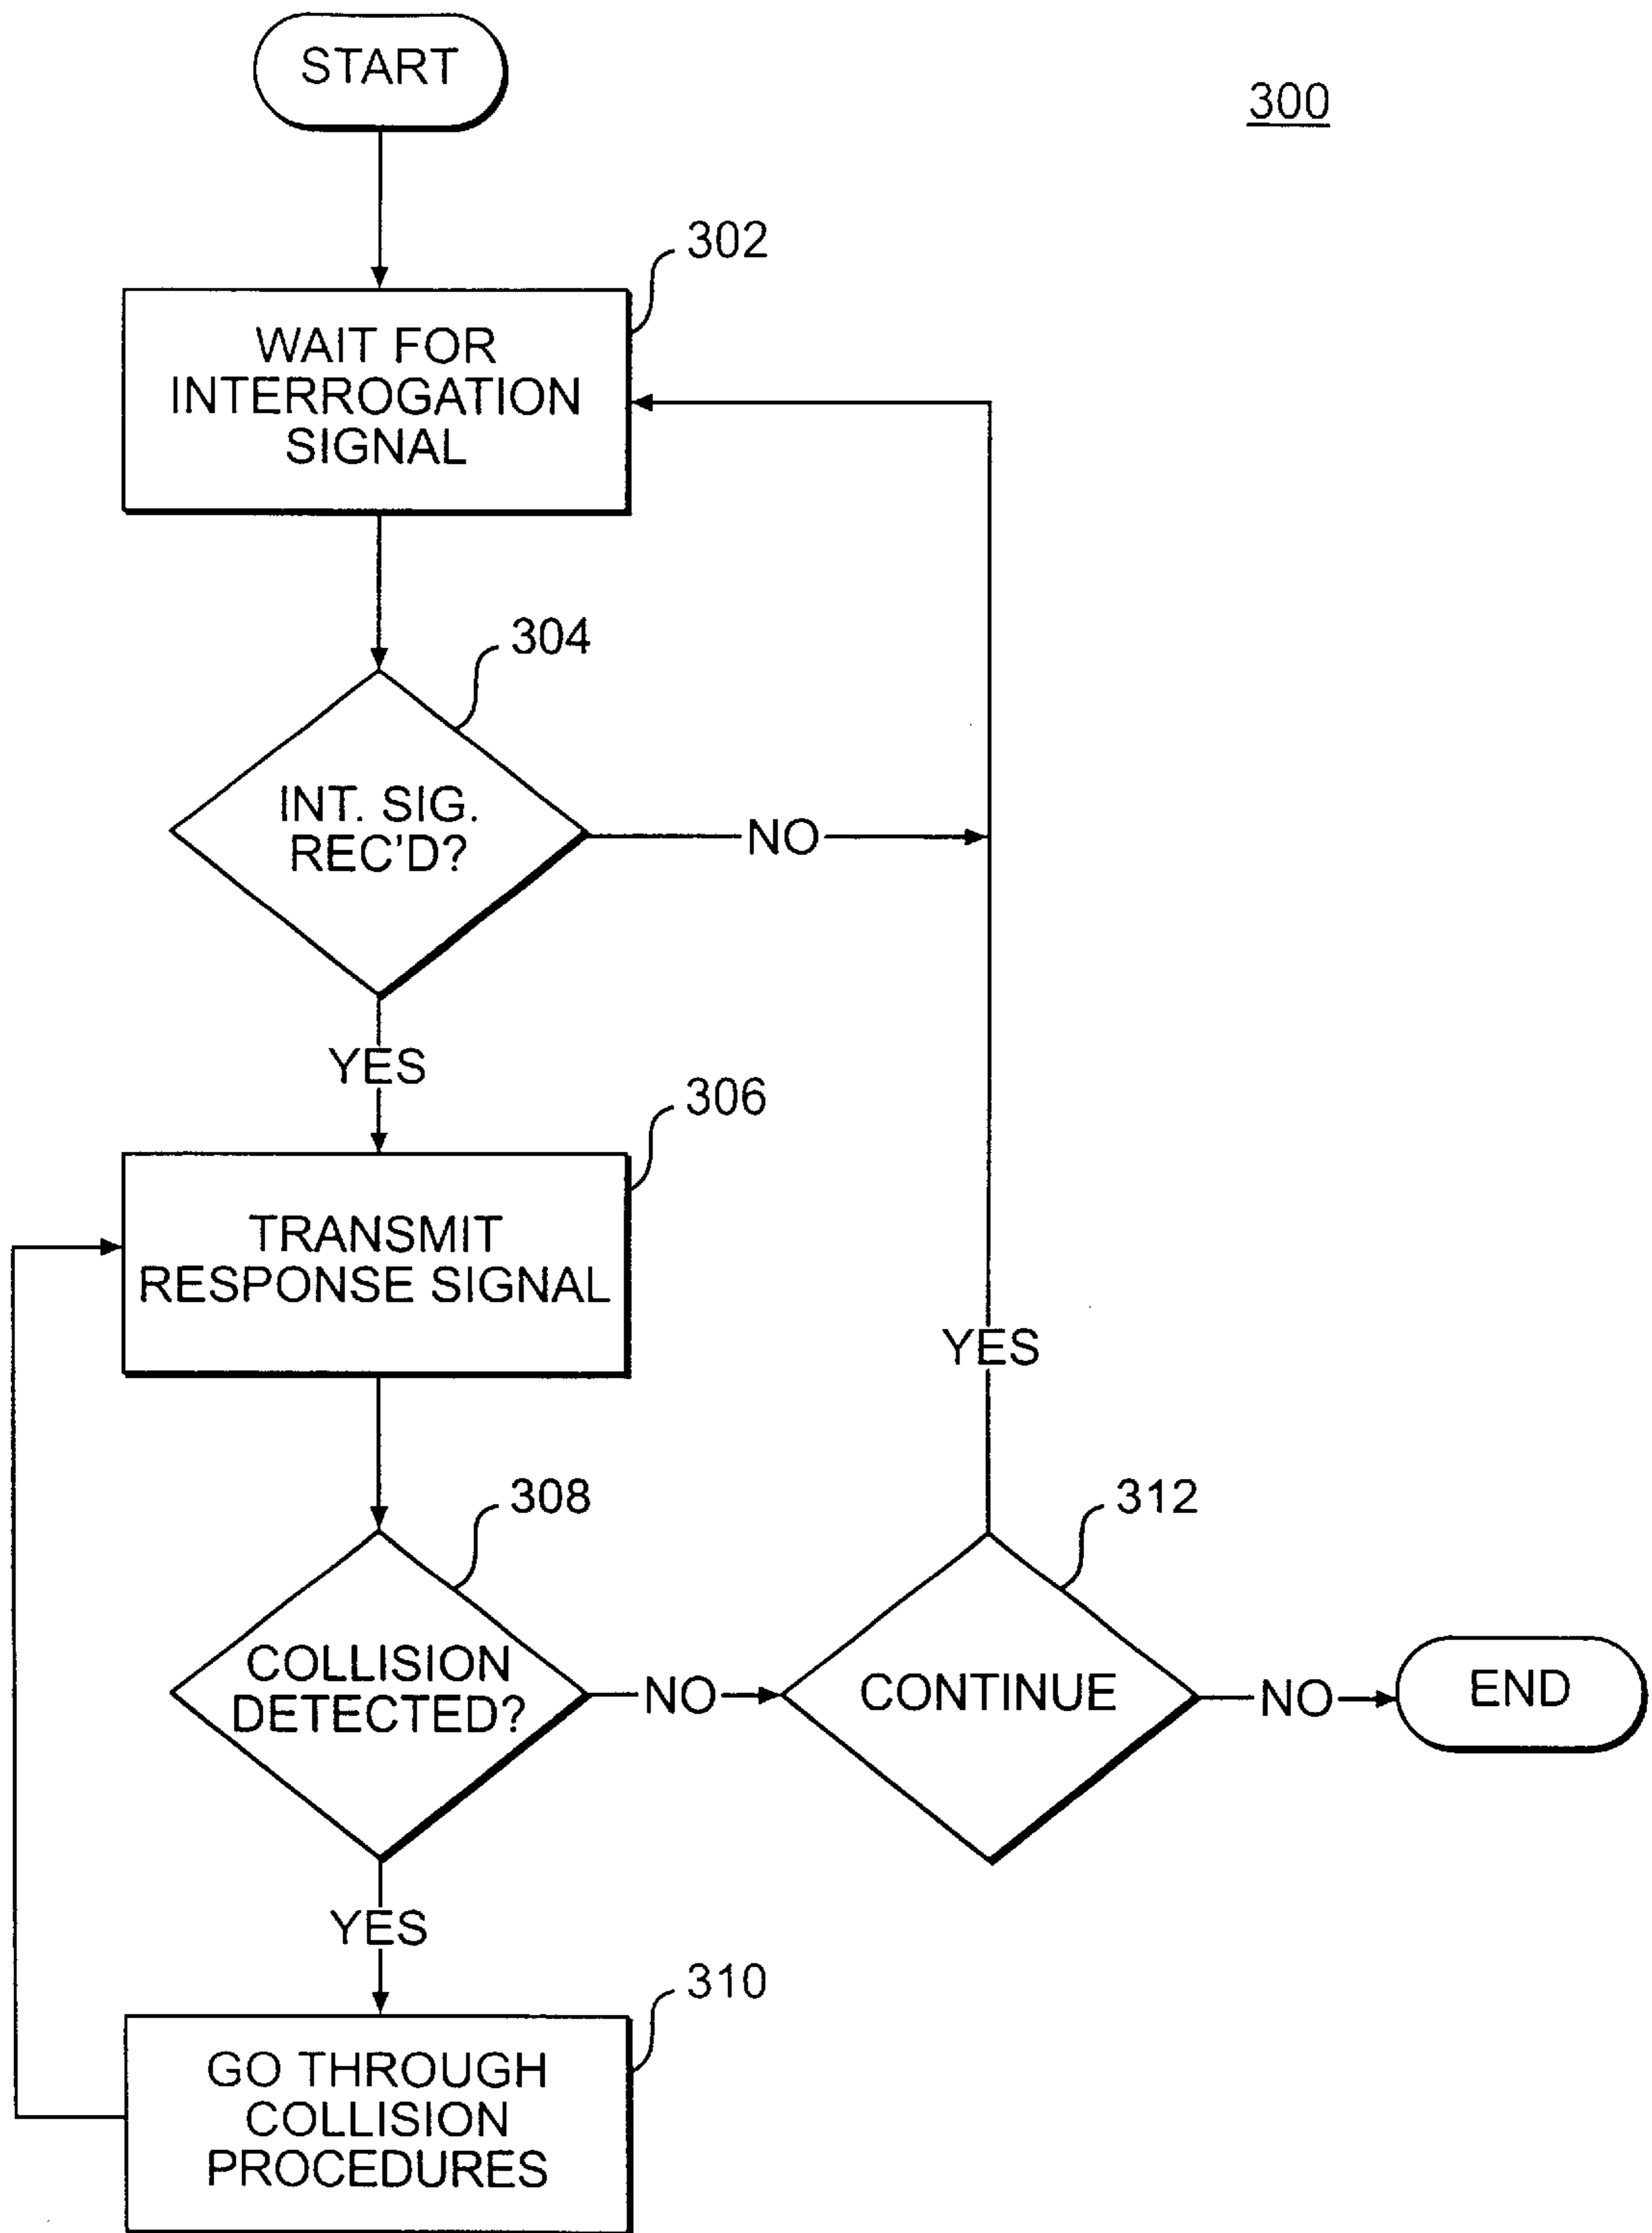 START
300
302
WAIT FOR
INTERROGATION
SIGNAL
304
INT. SIG.
REC'D?
NO
YES
306
TRANSMIT
RESPONSE SIGNAL
YES
308
312
COLLISION
DETECTED?
NO
CONTINUE
NO
END
YES
310
GO THROUGH
COLLISION
PROCEDURES